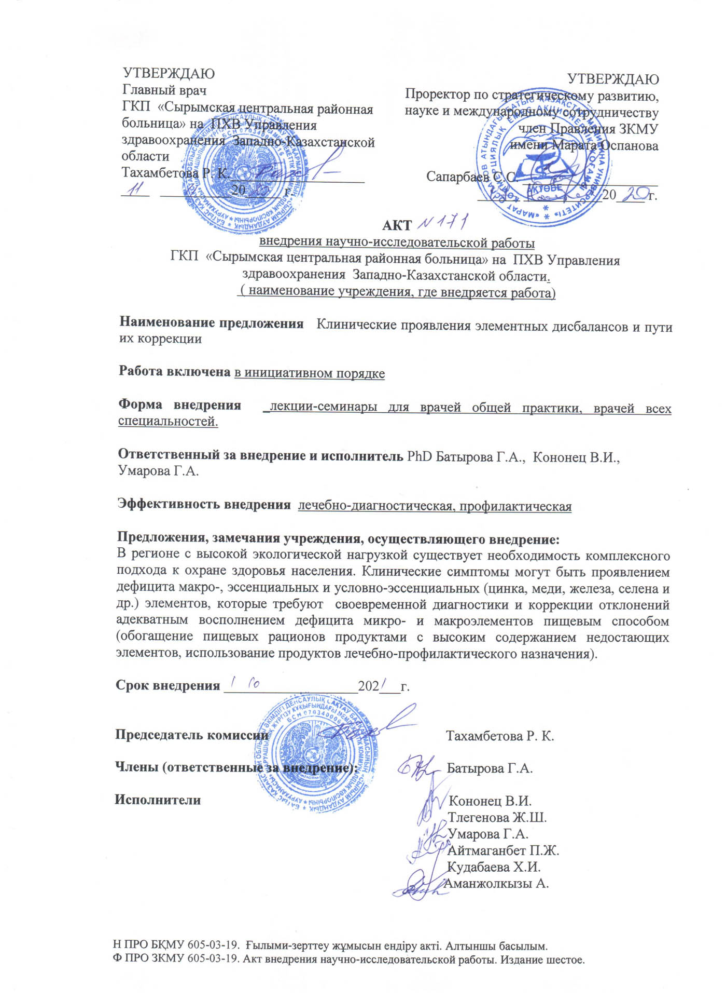 УТВЕРЖДАЮ
Главный врач
ГКП «Сырымская центральная районная
больница» на ПХВ Управления
здравоохранения Западно-Казахстанской
области
Тахамбетова Р. К.
11 20 г.
УТВЕРЖДАЮ
Проректор по стратегическому развитию,
науке и международному сотрудничеству
член Правления ЗКМУ
имени Марата Оспанова
Сапарбаев С.С.
2020 г.
АКТ N 171
внедрения научно-исследовательской работы
ГКП «Сырымская центральная районная больница» на ПХВ Управления
здравоохранения Западно-Казахстанской области.
( наименование учреждения, где внедряется работа)
Наименование предложения Клинические проявления элементных дисбалансов и пути
их коррекции
Работа включена в инициативном порядке
Форма внедрения _лекции-семинары для врачей общей практики, врачей всех
специальностей.
Ответственный за внедрение и исполнитель PhD Батырова Г.А., Кононец В.И.,
Умарова Г.А.
Эффективность внедрения лечебно-диагностическая, профилактическая
Предложения, замечания учреждения, осуществляющего внедрение:
В регионе с высокой экологической нагрузкой существует необходимость комплексного
подхода к охране здоровья населения. Клинические симптомы могут быть проявлением
дефицита макро-, эссенциальных и условно-эссенциальных (цинка, меди, железа, селена и
др.) элементов, которые требуют своевременной диагностики и коррекции отклонений
адекватным восполнением дефицита микро- и макроэлементов пищевым способом
(обогащение пищевых рационов продуктами с высоким содержанием недостающих
элементов, использование продуктов лечебно-профилактического назначения).
Срок внедрения 1 10 2021 г.
Председатель комиссии Тахамбетова Р. К.
Члены (ответственные за внедрение): Батырова Г.А.
Исполнители Кононец В.И.
Тлегенова Ж.Ш.
Умарова Г.А.
Айтмаганбет П.Ж.
Кудабаева Х.И.
Аманжолкызы А.
Н ПРО БҚМУ 605-03-19. Ғылыми-зерттеу жұмысын ендіру акті. Алтыншы басылым.
Ф ПРО ЗКМУ 605-03-19. Акт внедрения научно-исследовательской работы. Издание шестое.